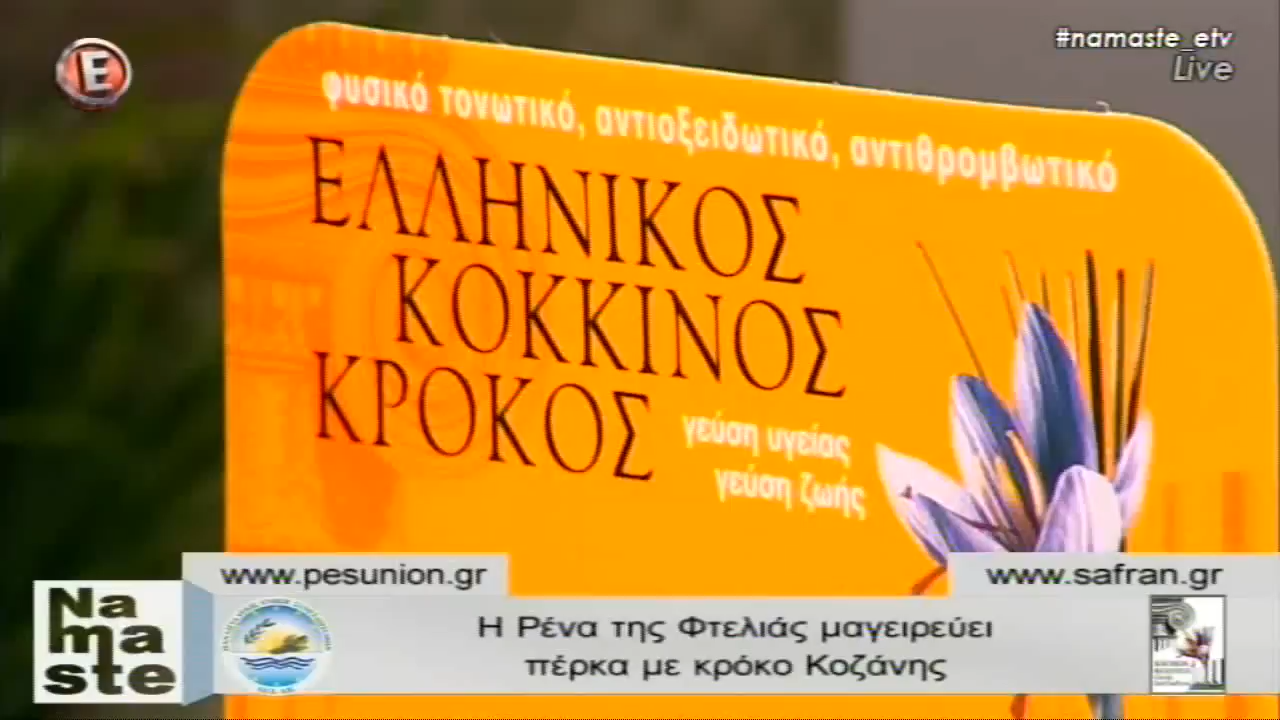 #namaste_etv
Live
E
φυσικό τονωτικό, αντιοξειδωτικό, αντιθρομβωτικό
ΕΛΛΗΝΙΚΟΣ
ΚΟΚΚΙΝΟΣ
ΚΡΟΚΟΣ
γεύση υγείας
γεύση ζωής
www.pesunion.gr
www.safran.gr
Na
ma
ste
Η Ρένα της Φτελιάς μαγειρεύει
πέρκα με κρόκο Κοζάνης